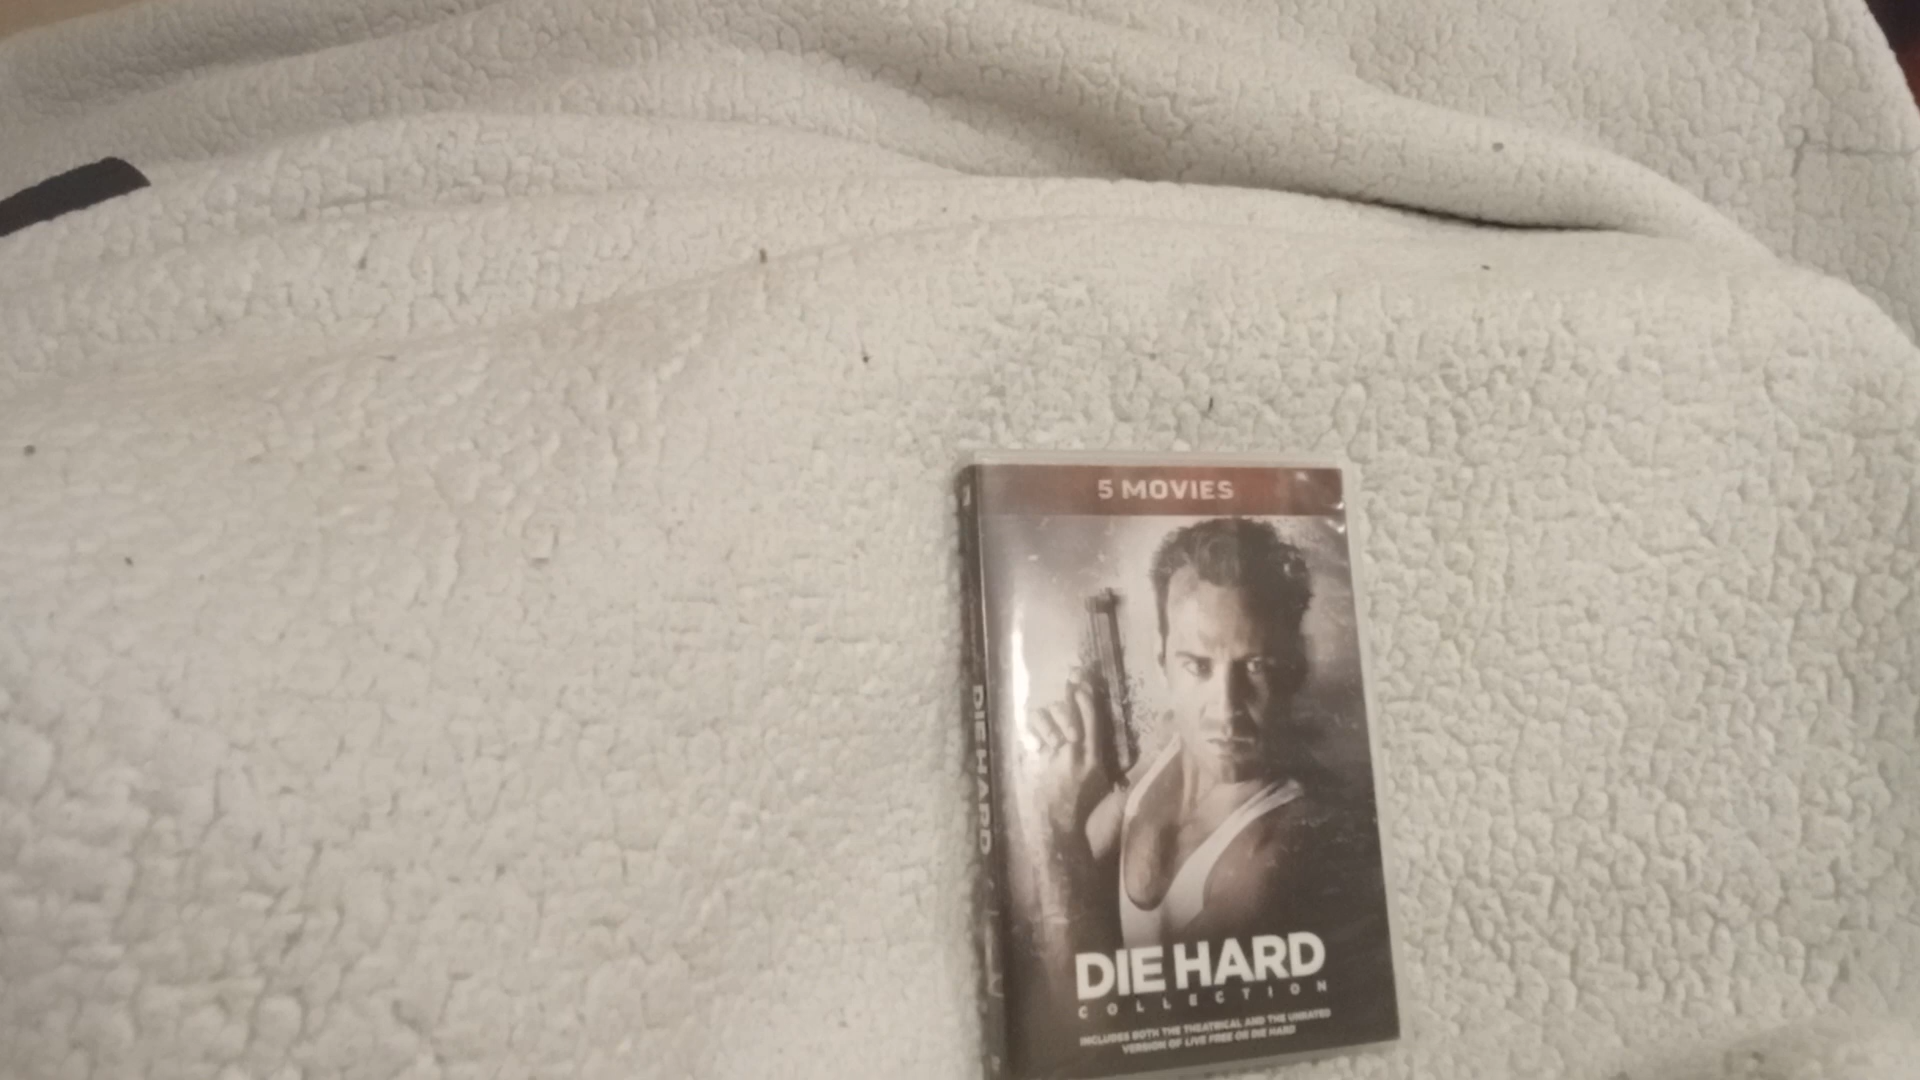 5 MOVIES
DIE HARD
DIE HARD
COLLECTION
INCLUDES BOTH THE THEATRICAL AND THE UNRATED
VERSION OF LIVE FREE OR DIE HARD